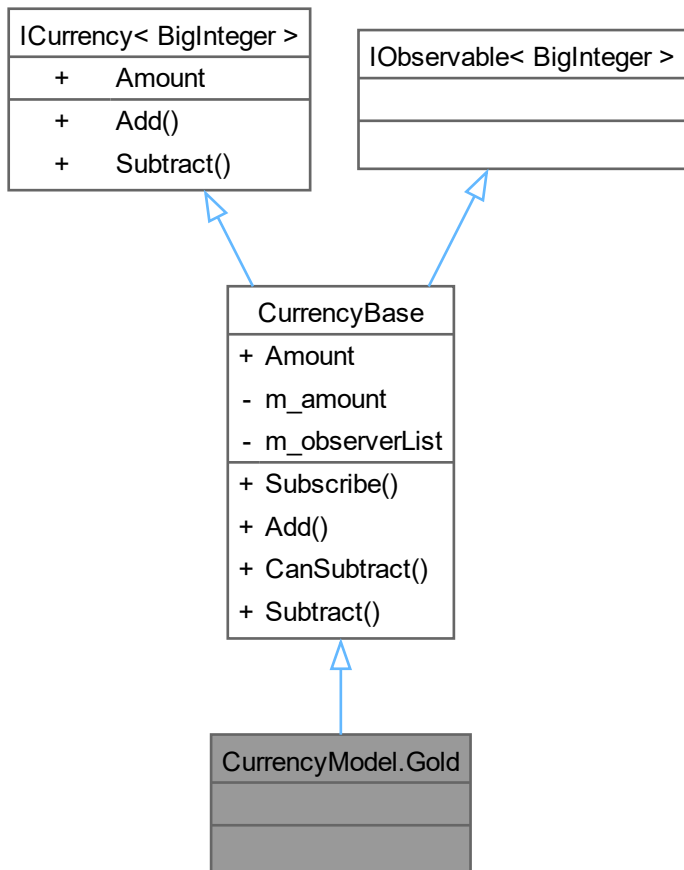 ICurrency< BigInteger >
+ Amount
+ Add()
+ Subtract()
IObservable< BigInteger >
CurrencyBase
+ Amount
- m_amount
- m_observerList
+ Subscribe()
+ Add()
+ CanSubtract()
+ Subtract()
CurrencyModel.Gold